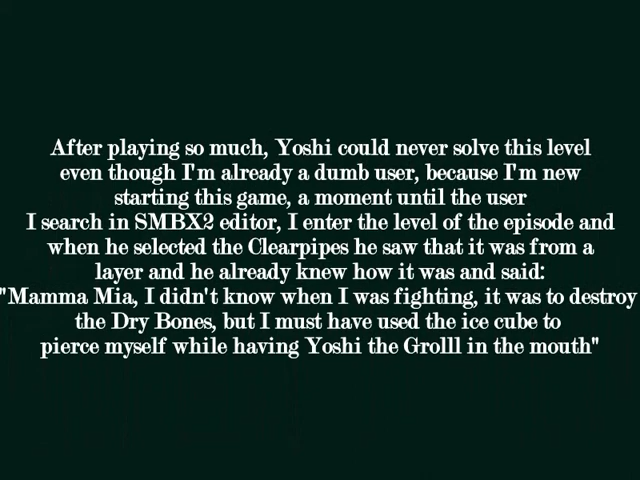 After playing so much, Yoshi could never solve this level
even though I'm already a dumb user, because I'm new
starting this game, a moment until the user
I search in SMBX2 editor, I enter the level of the episode and
when he selected the Clearpipes he saw that it was from a
layer and he already knew how it was and said:
"Mamma Mia, I didn't know when I was fighting, it was to destroy
the Dry Bones, but I must have used the ice cube to
pierce myself while having Yoshi the Grolll in the mouth"